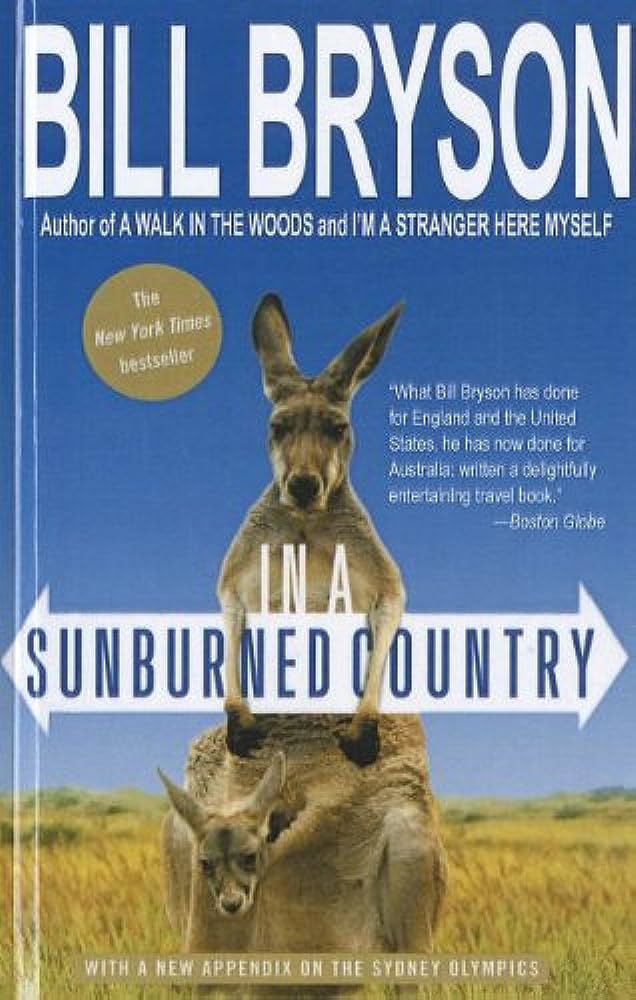 BILL BRYSON
Author of A WALK IN THE WOODS and I'M A STRANGER HERE MYSELF
The
New York Times
bestseller
"What Bill Bryson has done
for England and the United
States, he has now done for
Australia: written a delightfully
entertaining travel book."
—Boston Globe
IN A
SUNBURNED COUNTRY
WITH A NEW APPENDIX ON THE SYDNEY OLYMPICS